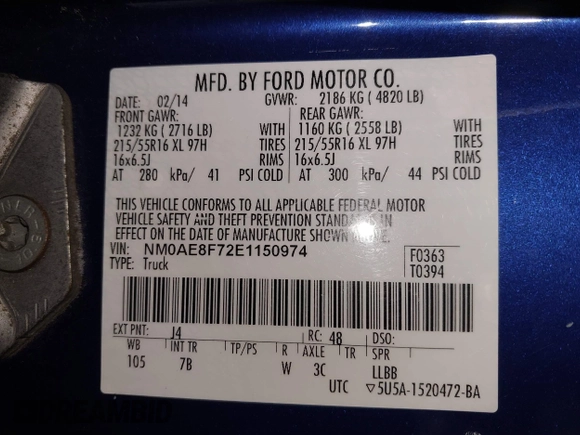 MFD. BY FORD MOTOR CO.
DATE: 02/14 GVWR: 2186 KG ( 4820 LB)
FRONT GAWR: REAR GAWR:
1232 KG ( 2716 LB) WITH 1160 KG ( 2558 LB) WITH
215/55R16 XL 97H TIRES 215/55R16 XL 97H TIRES
16x6.5J RIMS 16x6.5J RIMS
AT 280 kPa/ 41 PSI COLD AT 300 kPa/ 44 PSI COLD
THIS VEHICLE CONFORMS TO ALL APPLICABLE FEDERAL MOTOR
VEHICLE SAFETY AND THEFT PREVENTION STANDARDS IN
EFFECT ON THE DATE OF MANUFACTURE SHOWN ABOVE.
VIN: NM0AE8F72E1150974 F0363
TYPE: Truck T0394
EXT PNT: J4 RC: 48 DSO:
WB INT TR TP/PS R AXLE TR SPR
105 7B W 3C LLBB
UTC ▽5U5A-1520472-BA